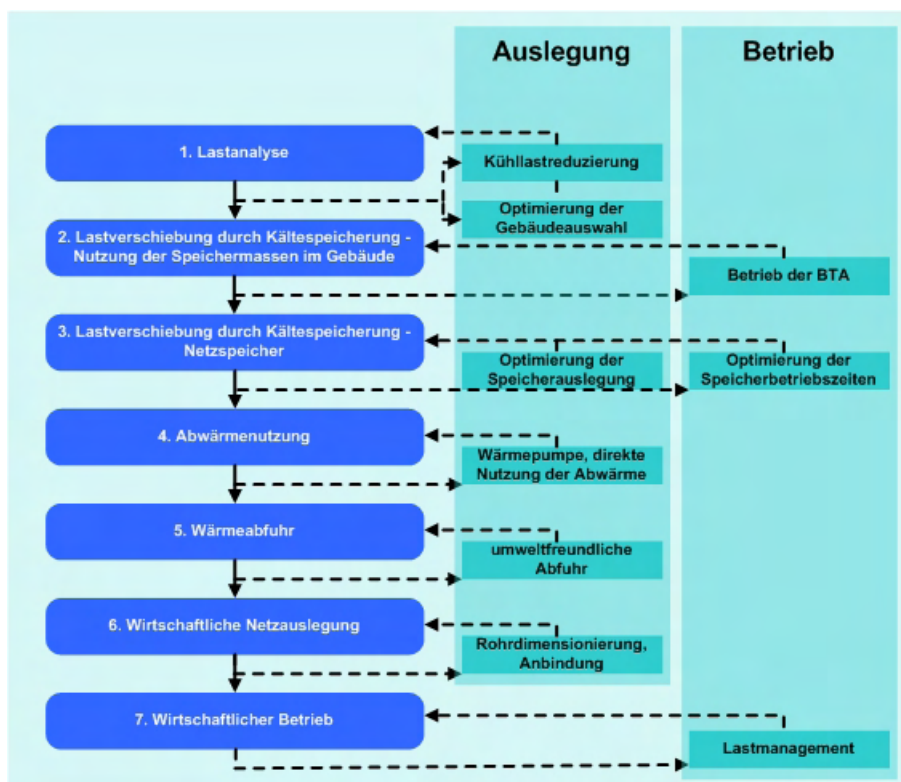 Auslegung
Betrieb
1. Lastanalyse
Kühllastreduzierung
Optimierung der
Gebäudeauswahl
2. Lastverschiebung durch Kältespeicherung -
Nutzung der Speichermassen im Gebäude
Betrieb der BTA
3. Lastverschiebung durch Kältespeicherung -
Netzspeicher
Optimierung der
Speicherauslegung
Optimierung der
Speicherbetriebszeiten
4. Abwärmenutzung
Wärmepumpe, direkte
Nutzung der Abwärme
5. Wärmeabfuhr
umweltfreundliche
Abfuhr
6. Wirtschaftliche Netzauslegung
Rohrdimensionierung,
Anbindung
7. Wirtschaftlicher Betrieb
Lastmanagement